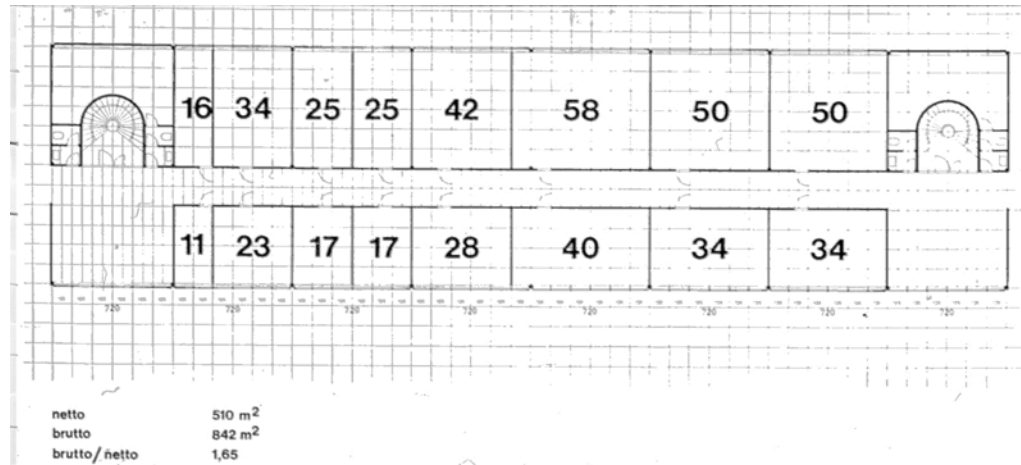 16 34 25 25 42 58 50 50
11 23 17 17 28 40 34 34
720 720 720 720 720 720 720 720
netto 510 m²
brutto 842 m²
brutto/netto 1,65